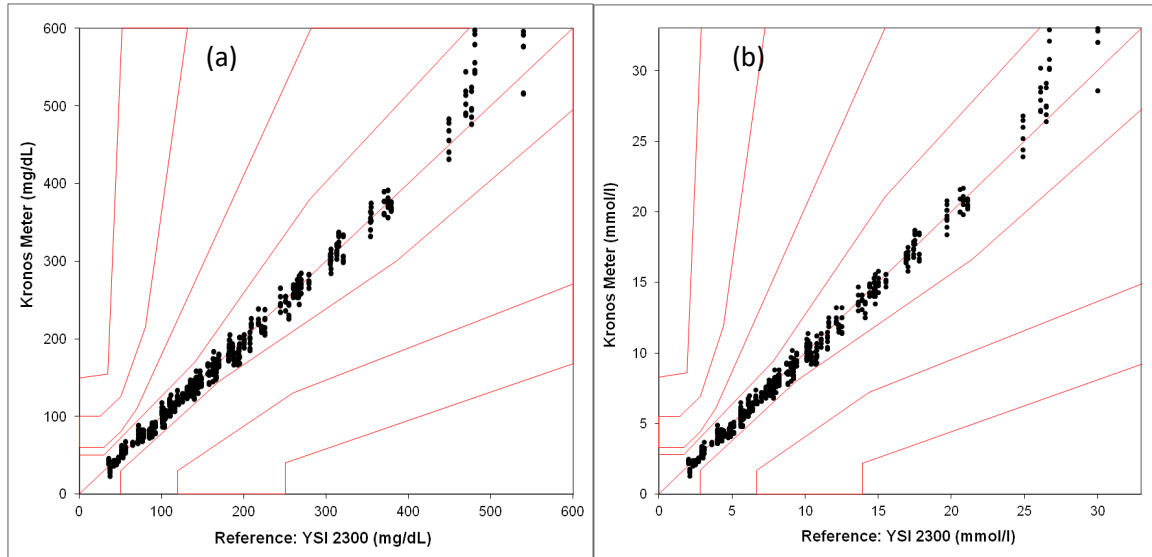 (a)
Kronos Meter (mg/dL)
600
500
400
300
200
100
0
0 100 200 300 400 500 600
Reference: YSI 2300 (mg/dL)
(b)
Kronos Meter (mmol/l)
30
25
20
15
10
5
0
0 5 10 15 20 25 30
Reference: YSI 2300 (mmol/l)